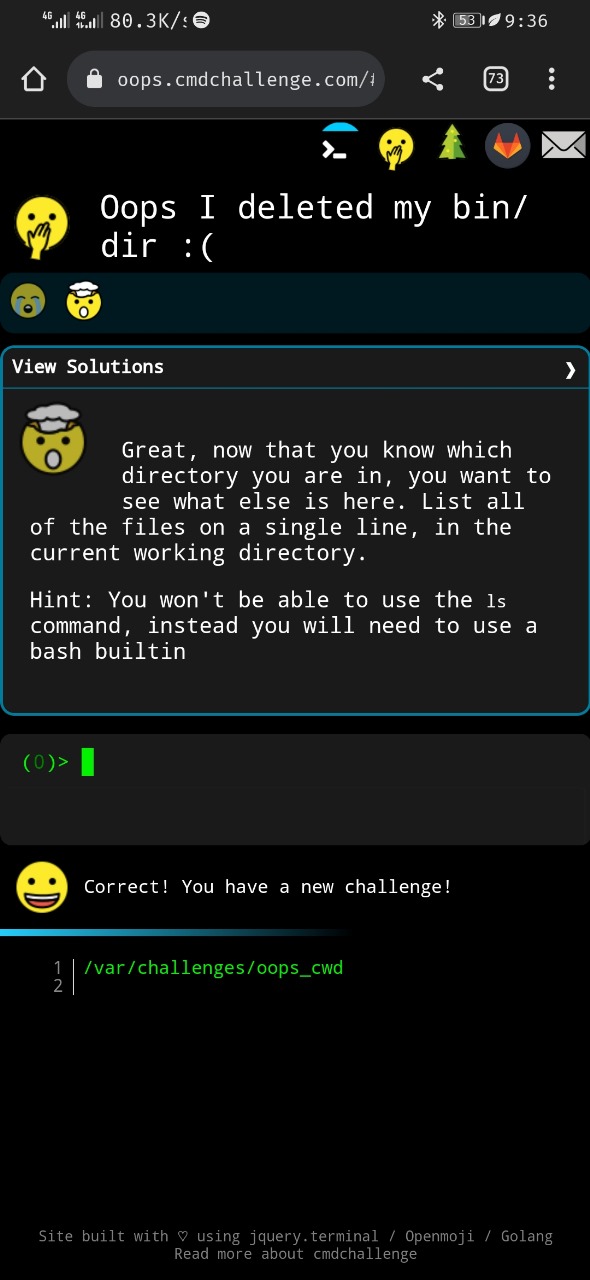 4G 4G 80.3K/s 53 9:36
oops.cmdchallenge.com/# 73
Oops I deleted my bin/
dir :(
View Solutions ❯
Great, now that you know which
directory you are in, you want to
see what else is here. List all
of the files on a single line, in the
current working directory.
Hint: You won't be able to use the ls
command, instead you will need to use a
bash builtin
(0)>
Correct! You have a new challenge!
1 /var/challenges/oops_cwd
2
Site built with ♡ using jquery.terminal / Openmoji / Golang
Read more about cmdchallenge